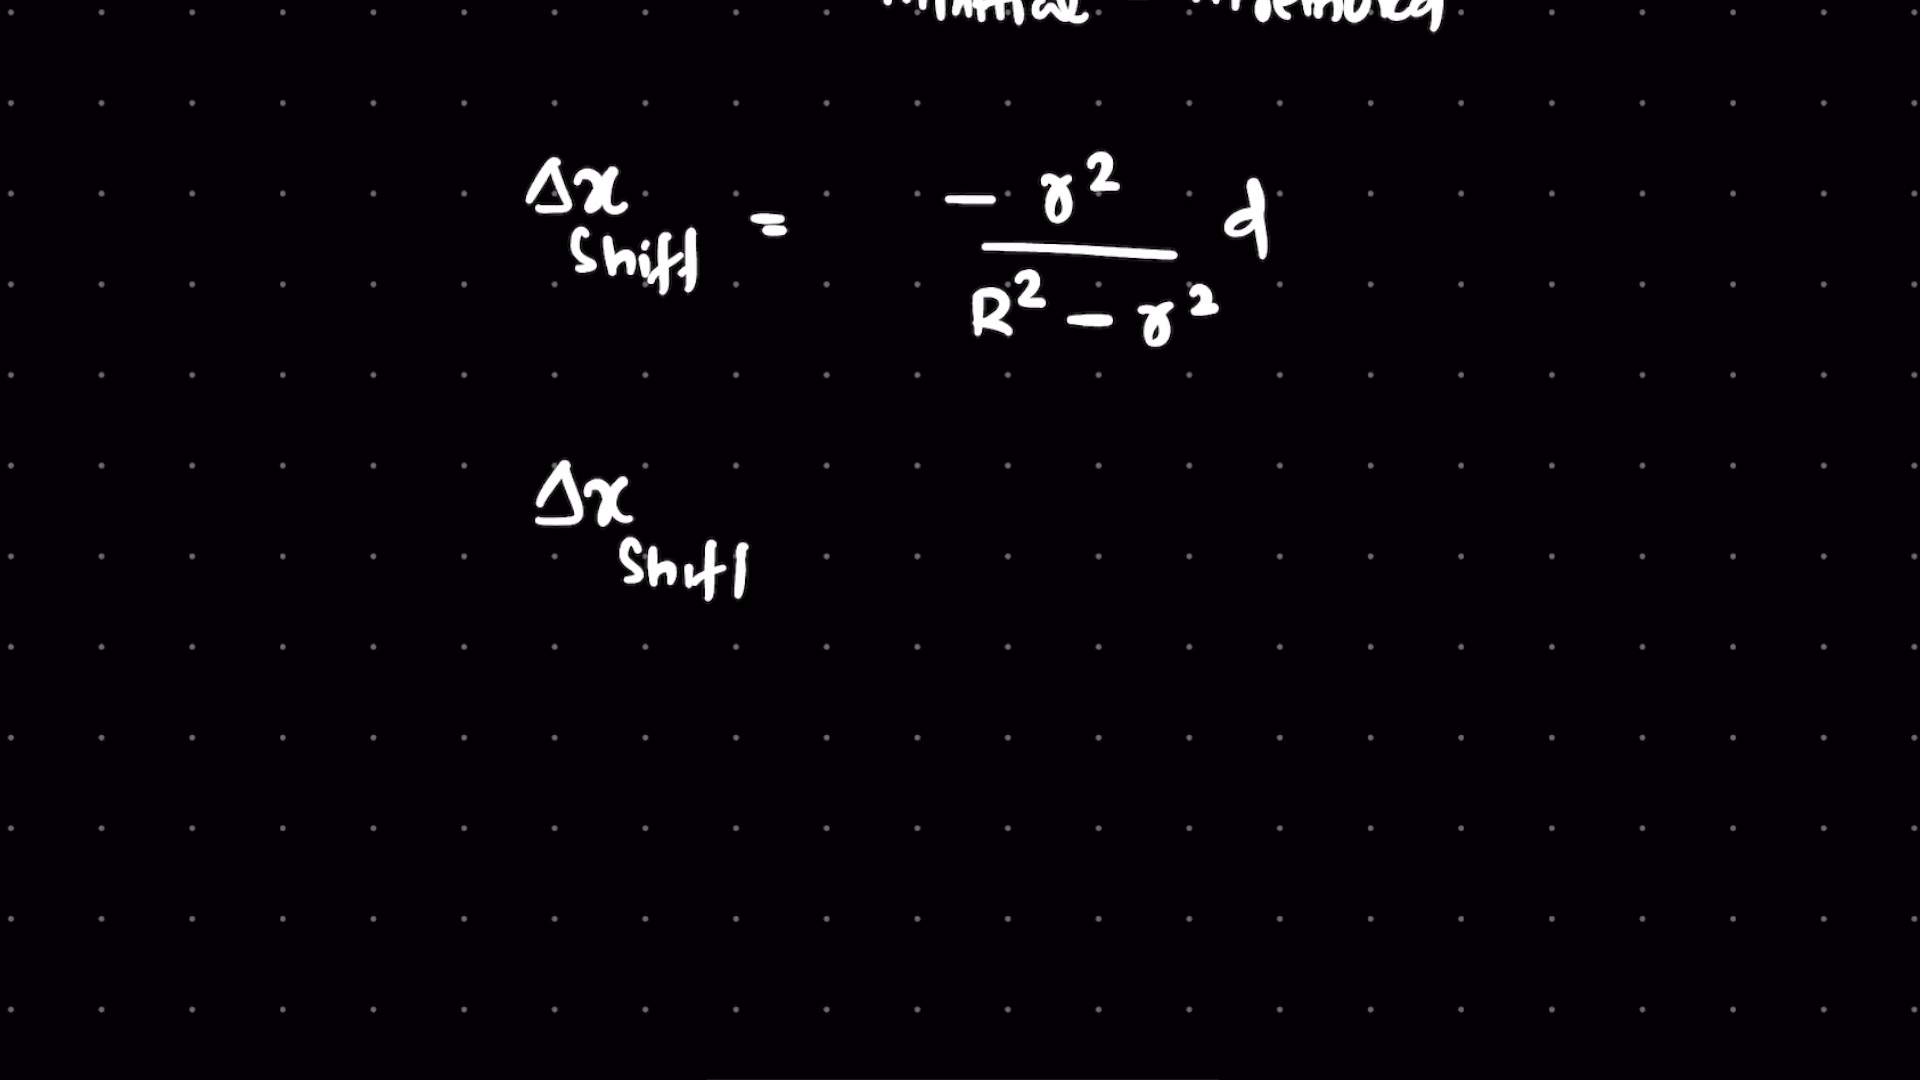 Δx shift = - r² / R² - r² d
Δx shift